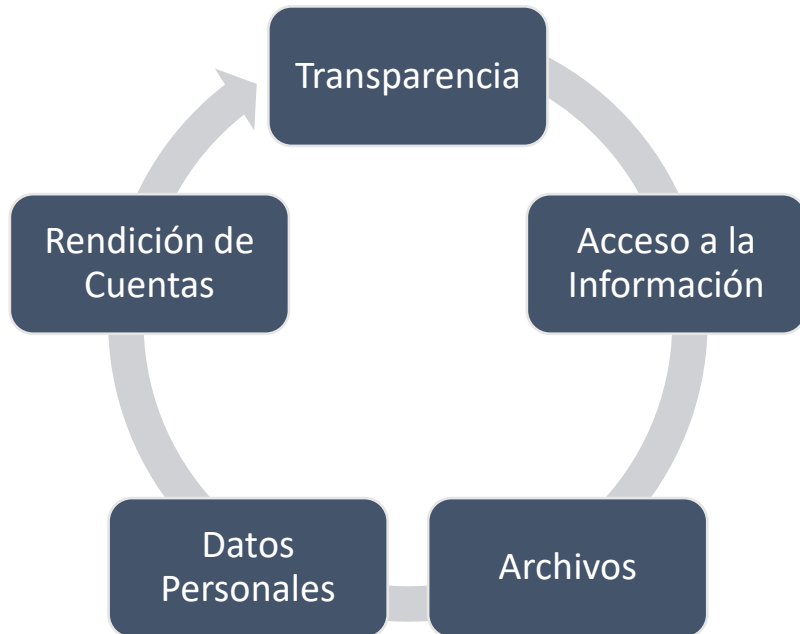 Transparencia
Acceso a la
Información
Archivos
Datos
Personales
Rendición de
Cuentas